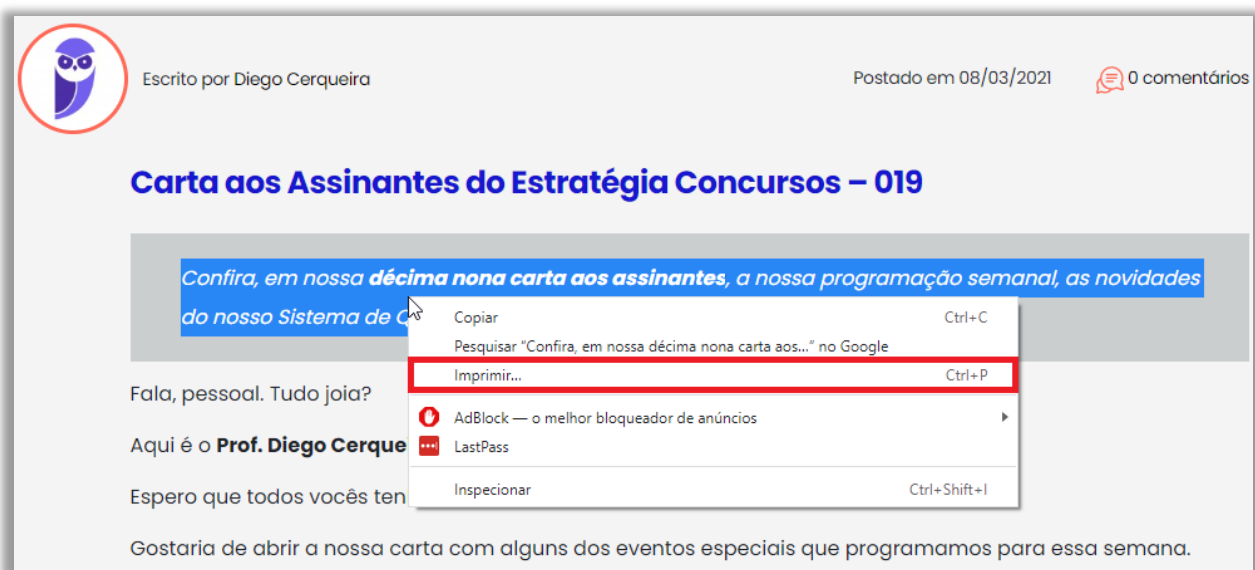 Escrito por Diego Cerqueira
Postado em 08/03/2021
0 comentários
Carta aos Assinantes do Estratégia Concursos – 019
Confira, em nossa décima nona carta aos assinantes, a nossa programação semanal, as novidades
do nosso Sistema de Q
Copiar Ctrl+C
Pesquisar “Confira, em nossa décima nona carta aos...” no Google
Imprimir... Ctrl+P
AdBlock — o melhor bloqueador de anúncios
LastPass
Inspecionar Ctrl+Shift+I
Fala, pessoal. Tudo joia?
Aqui é o Prof. Diego Cerque
Espero que todos vocês ten
Gostaria de abrir a nossa carta com alguns dos eventos especiais que programamos para essa semana.